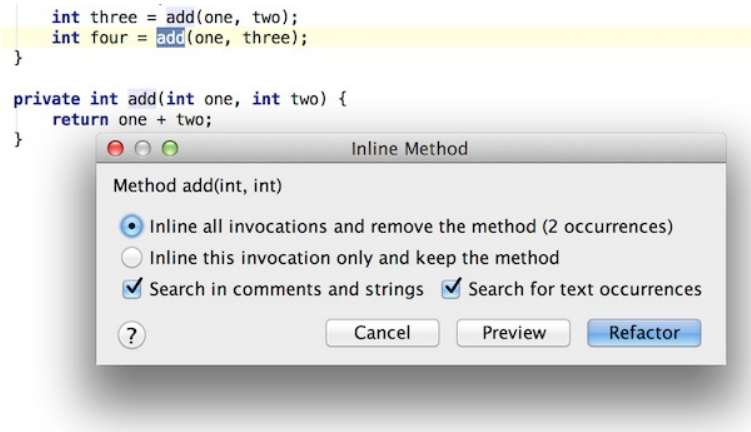 int three = add(one, two);
int four = add(one, three);
}
private int add(int one, int two) {
return one + two;
}
Inline Method
Method add(int, int)
Inline all invocations and remove the method (2 occurrences)
Inline this invocation only and keep the method
Search in comments and strings Search for text occurrences
? Cancel Preview Refactor